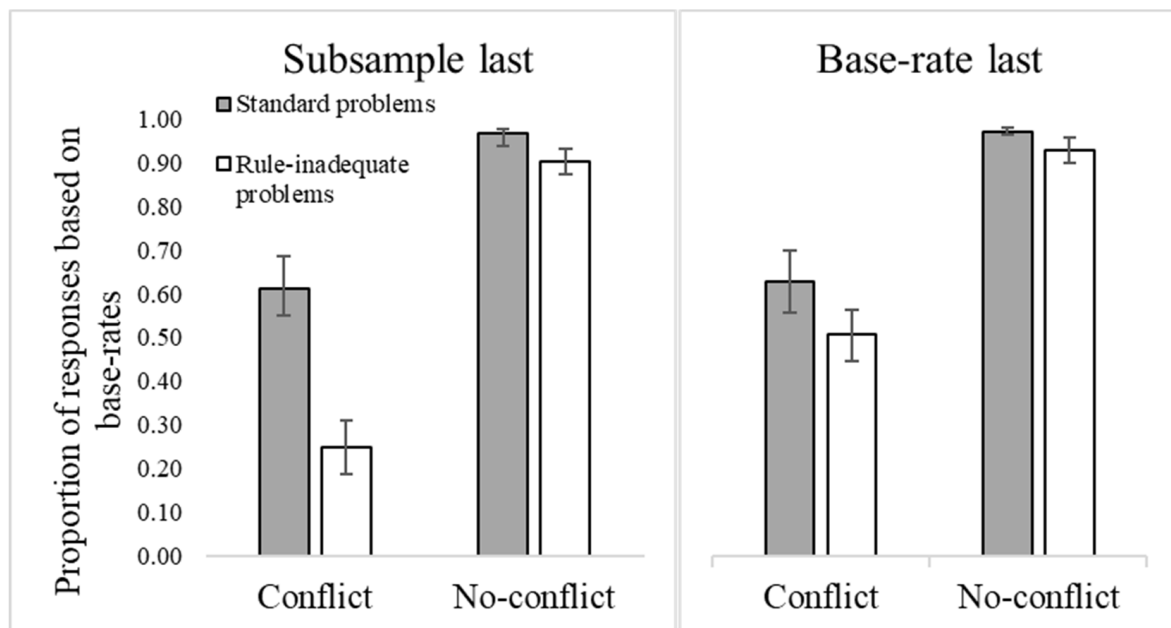 Subsample last
Base-rate last
Standard problems
Rule-inadequate
problems
Proportion of responses based on
base-rates
1.00
0.90
0.80
0.70
0.60
0.50
0.40
0.30
0.20
0.10
0.00
Conflict
No-conflict
Conflict
No-conflict